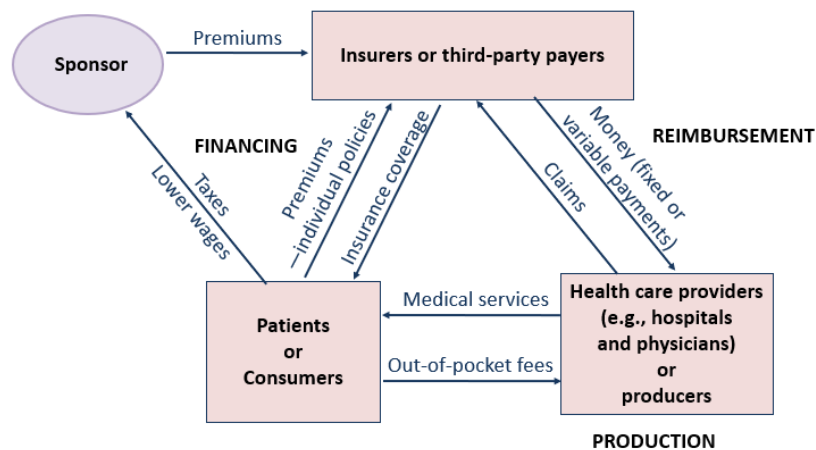 Premiums
Sponsor
Insurers or third-party payers
FINANCING
REIMBURSEMENT
Taxes
Lower wages
Premiums
—individual policies
Insurance coverage
Claims
Money (fixed or
variable payments)
Patients
or
Consumers
Medical services
Out-of-pocket fees
Health care providers
(e.g., hospitals
and physicians)
or
producers
PRODUCTION